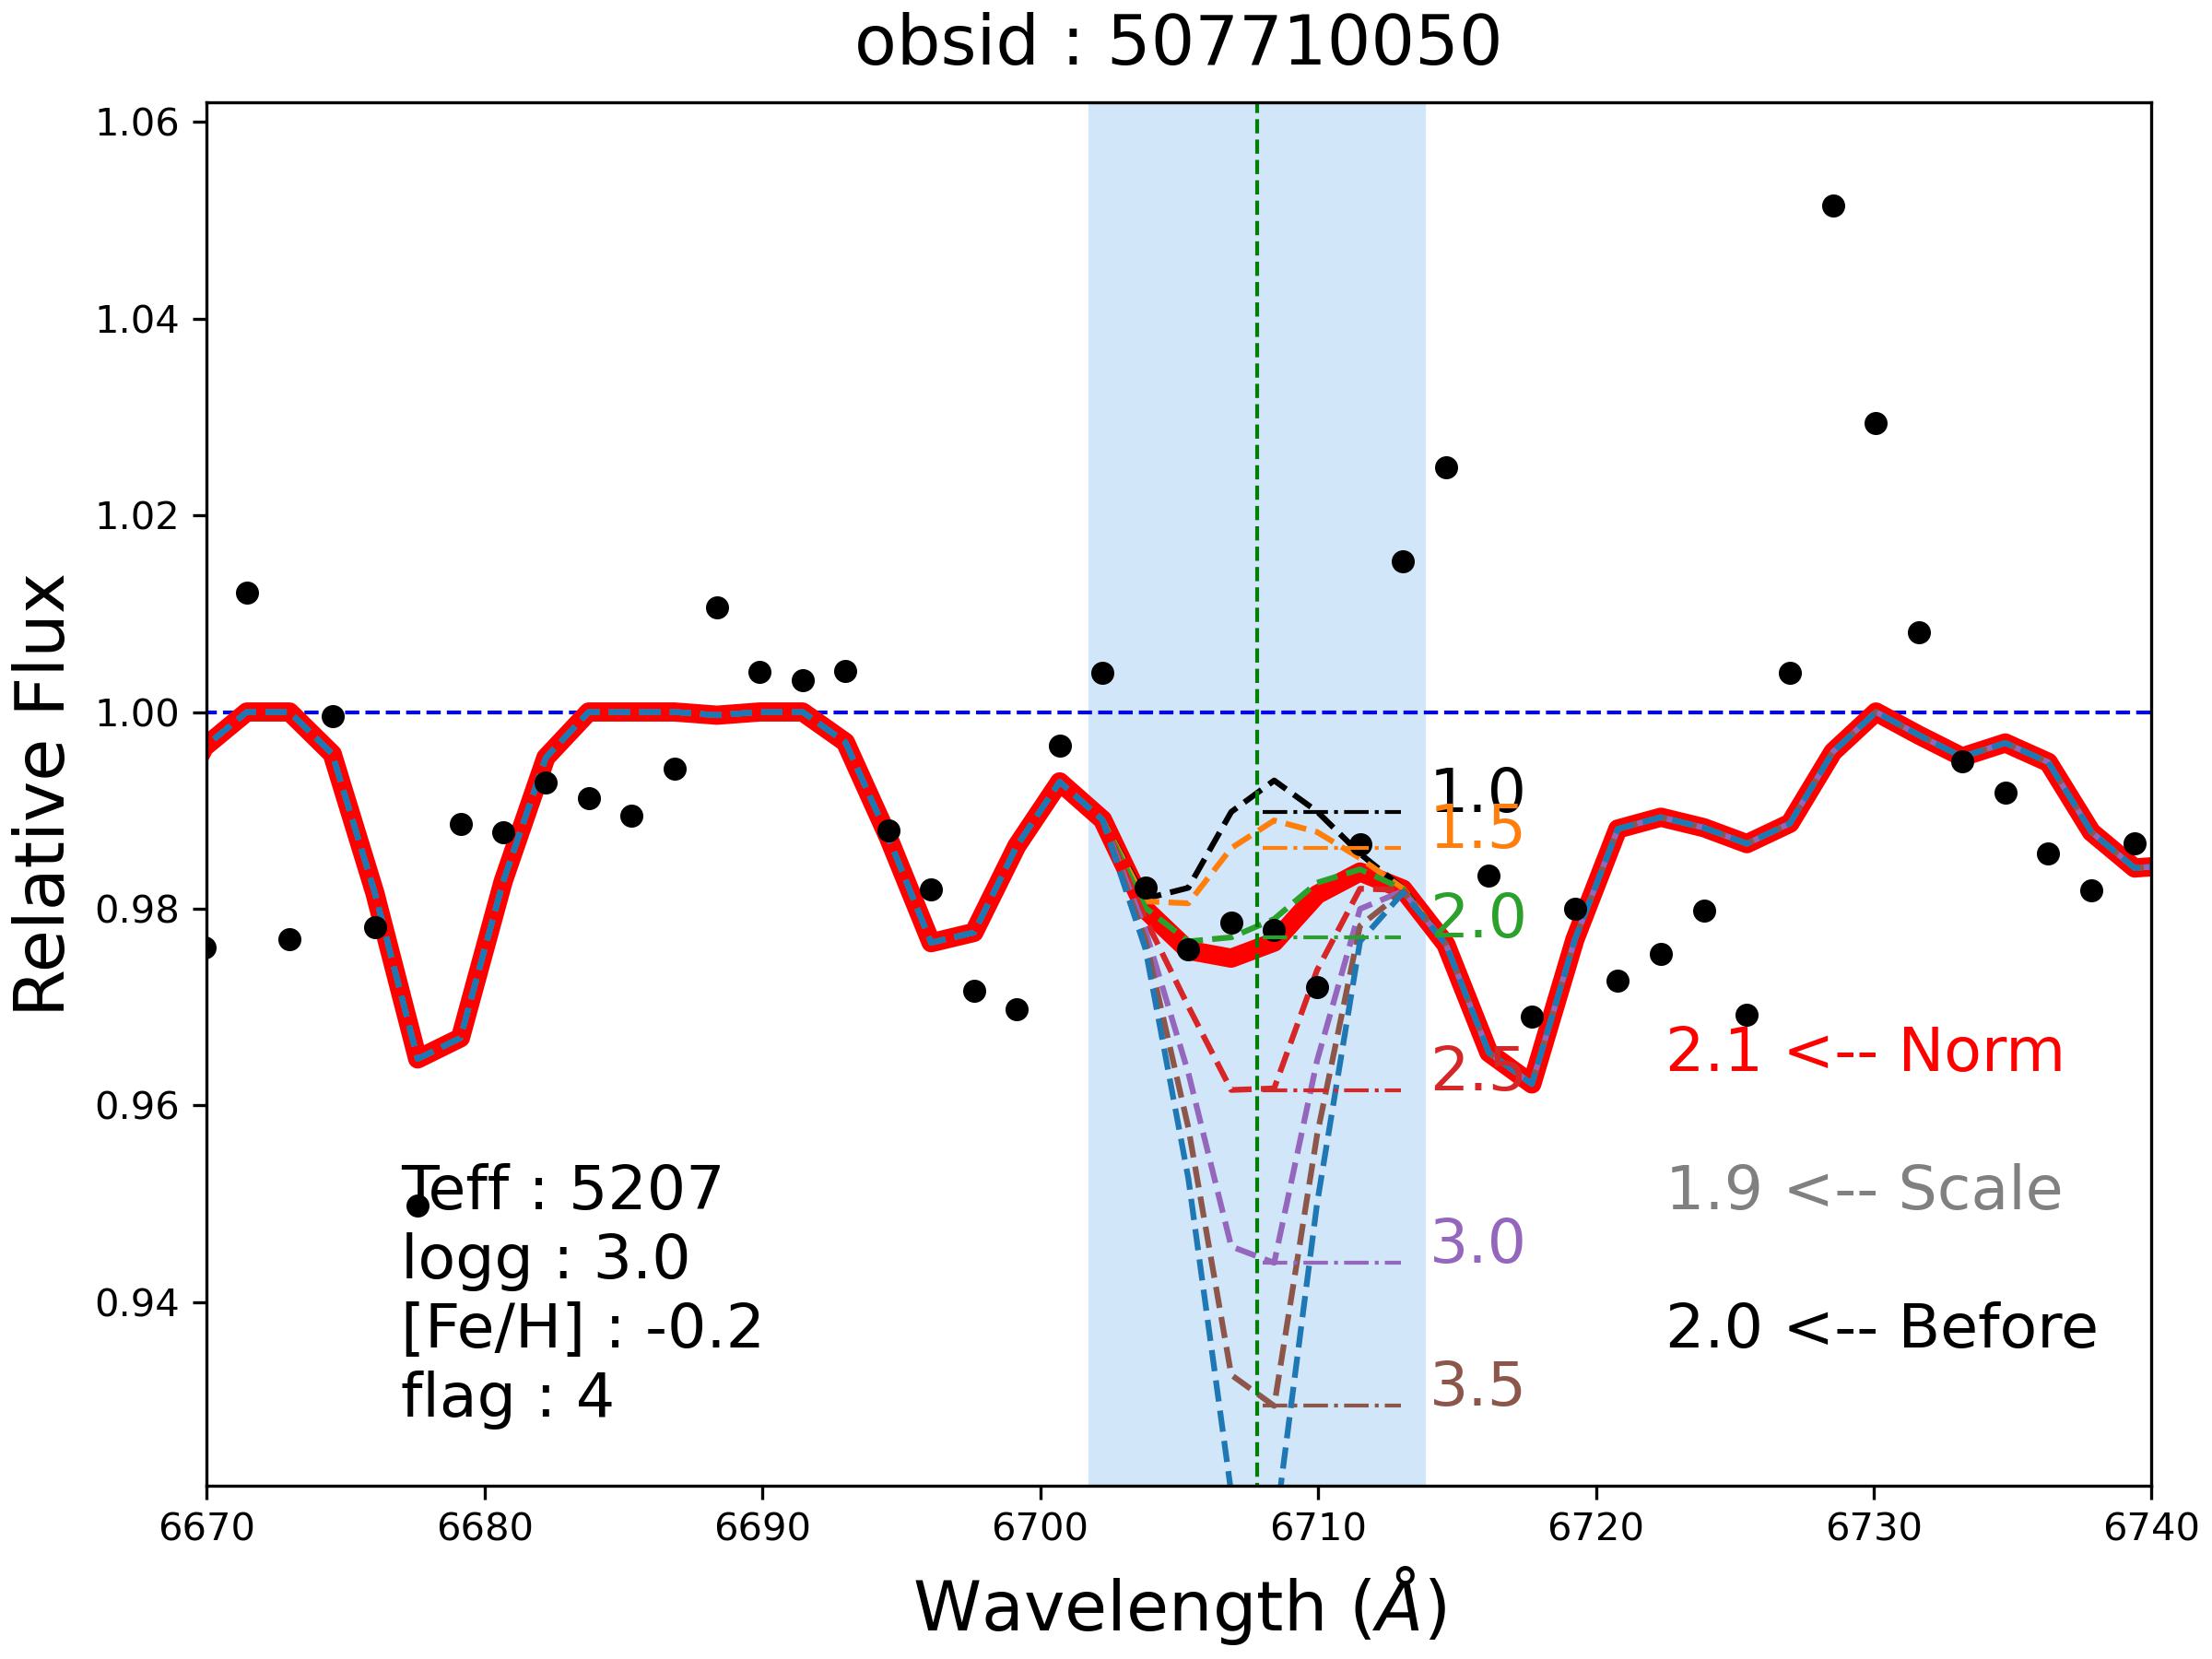 obsid : 507710050
Relative Flux
1.06
1.04
1.02
1.00
0.98
0.96
0.94
1.0
1.5
2.0
2.5
3.0
3.5
2.1 <-- Norm
1.9 <-- Scale
2.0 <-- Before
Teff : 5207
logg : 3.0
[Fe/H] : -0.2
flag : 4
6670 6680 6690 6700 6710 6720 6730 6740
Wavelength (Å)